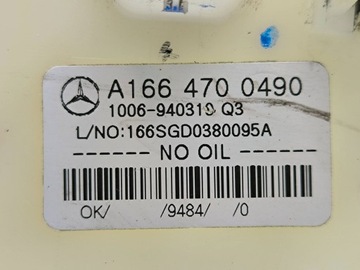 A166 470 0490
1006-940319 Q3
L/NO:166SGD0380095A
------- NO OIL -------
OK/ /9484/ /0